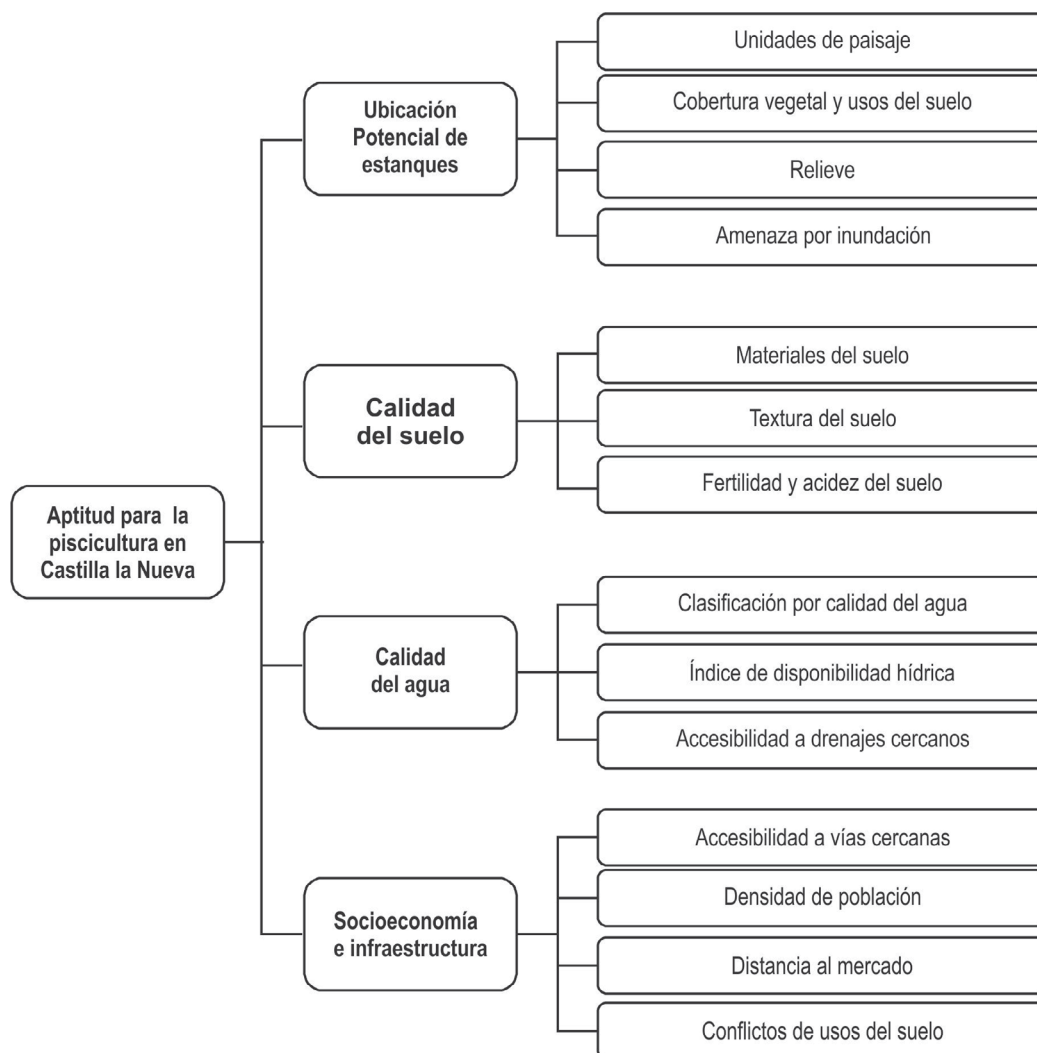 Aptitud para la
piscicultura en
Castilla la Nueva
Ubicación
Potencial de
estanques
Unidades de paisaje
Cobertura vegetal y usos del suelo
Relieve
Amenaza por inundación
Calidad
del suelo
Materiales del suelo
Textura del suelo
Fertilidad y acidez del suelo
Calidad
del agua
Clasificación por calidad del agua
Índice de disponibilidad hídrica
Accesibilidad a drenajes cercanos
Socioeconomía
e infraestructura
Accesibilidad a vías cercanas
Densidad de población
Distancia al mercado
Conflictos de usos del suelo